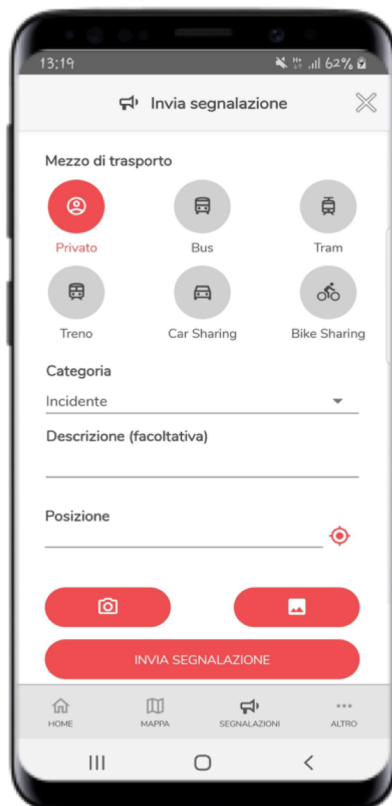 13:19
62%
Invia segnalazione
Mezzo di trasporto
Privato Bus Tram
Treno Car Sharing Bike Sharing
Categoria
Incidente
Descrizione (facoltativa)
Posizione
INVIA SEGNALAZIONE
HOME MAPPA SEGNALAZIONI ALTRO